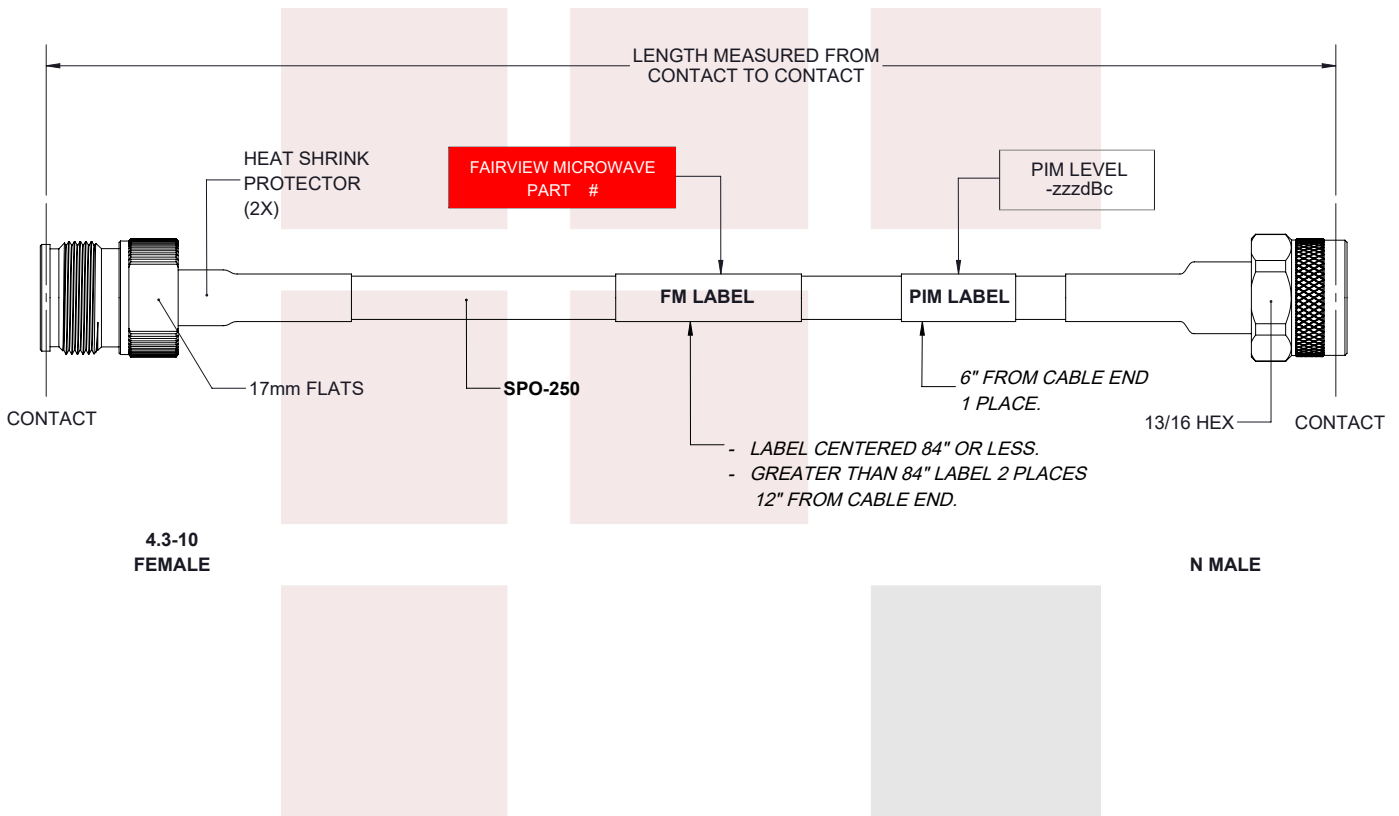 LENGTH MEASURED FROM
CONTACT TO CONTACT
HEAT SHRINK
PROTECTOR
(2X)
FAIRVIEW MICROWAVE
PART #
PIM LEVEL
-zzzdBc
FM LABEL
PIM LABEL
17mm FLATS
SPO-250
6" FROM CABLE END
1 PLACE.
CONTACT
13/16 HEX
CONTACT
- LABEL CENTERED 84" OR LESS.
- GREATER THAN 84" LABEL 2 PLACES
12" FROM CABLE END.
4.3-10
FEMALE
N MALE